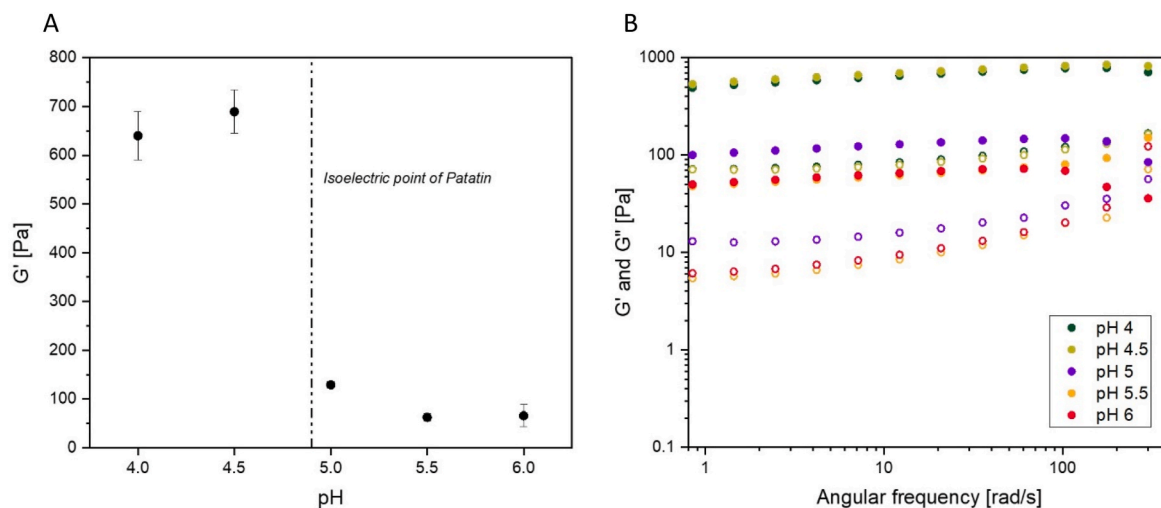 A
800
700
600
500
400
300
200
100
0
G' [Pa]
Isoelectric point of Patatin
4.0 4.5 5.0 5.5 6.0
pH
B
1000
100
10
1
0.1
G' and G'' [Pa]
pH 4
pH 4.5
pH 5
pH 5.5
pH 6
1 10 100
Angular frequency [rad/s]